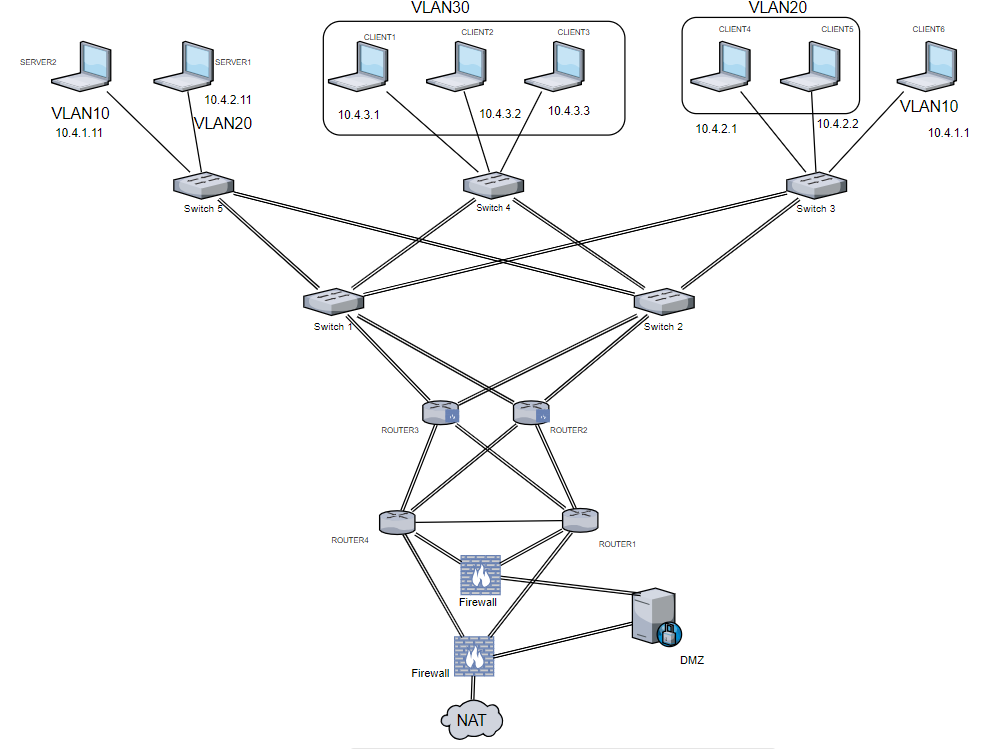 VLAN30
VLAN20
SERVER2
SERVER1
CLIENT1
CLIENT2
CLIENT3
CLIENT4
CLIENT5
CLIENT6
VLAN10
10.4.1.11
10.4.2.11
VLAN20
10.4.3.1
10.4.3.2
10.4.3.3
10.4.2.1
10.4.2.2
VLAN10
10.4.1.1
Switch 5
Switch 4
Switch 3
Switch 1
Switch 2
ROUTER3
ROUTER2
ROUTER4
ROUTER1
Firewall
Firewall
DMZ
NAT